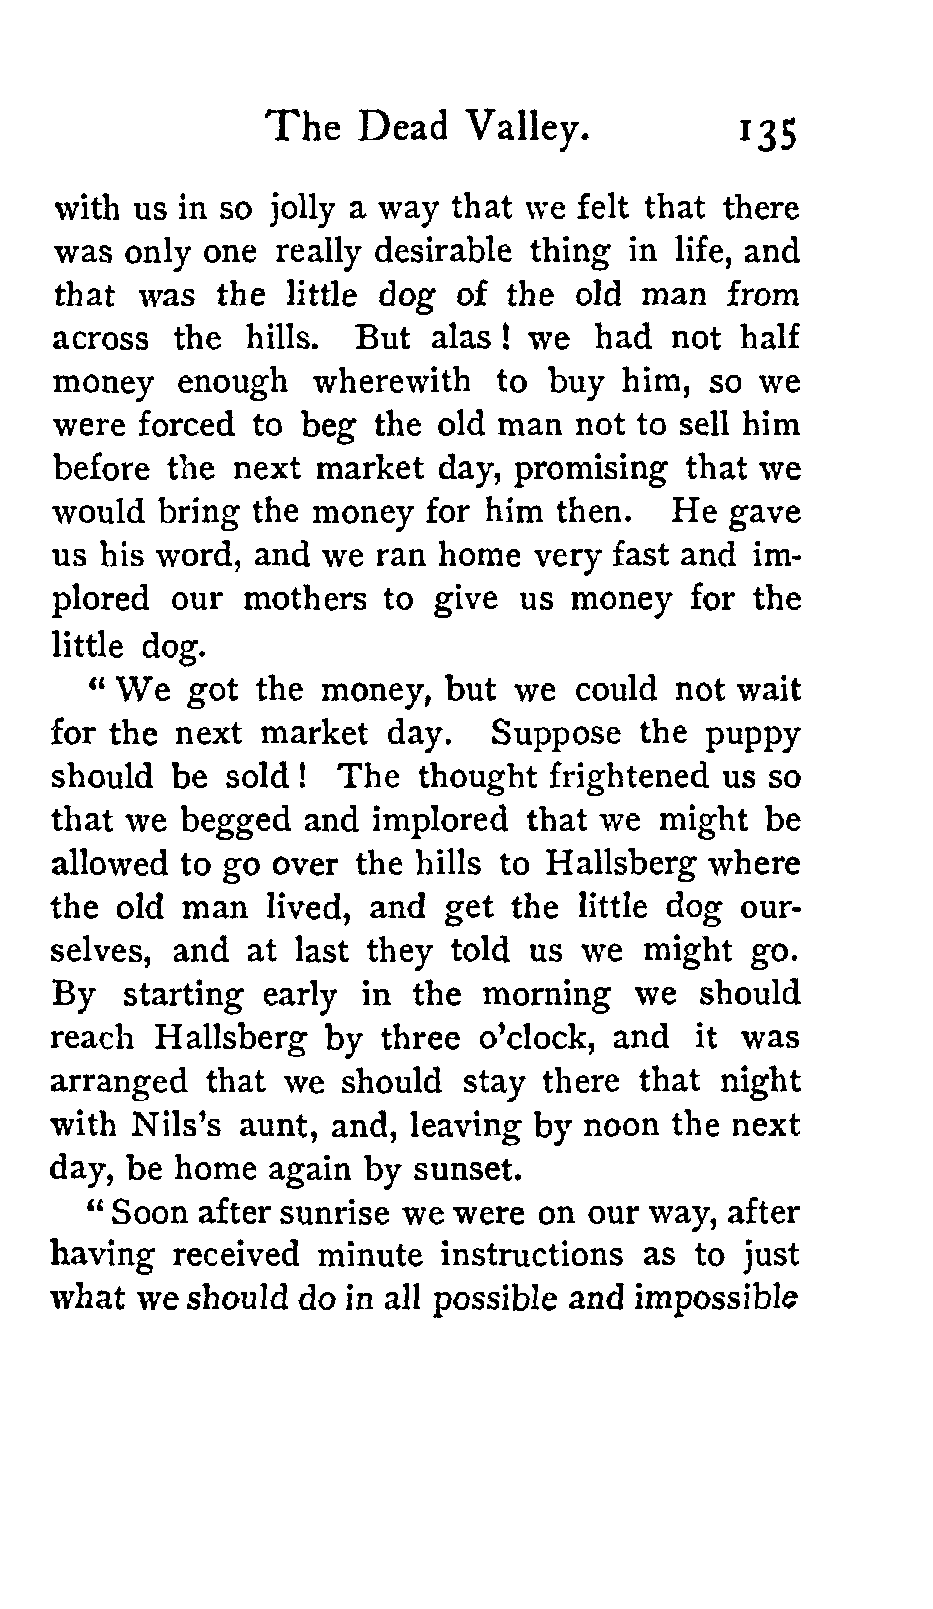 The Dead Valley. 135
with us in so jolly a way that we felt that there
was only one really desirable thing in life, and
that was the little dog of the old man from
across the hills. But alas ! we had not half
money enough wherewith to buy him, so we
were forced to beg the old man not to sell him
before the next market day, promising that we
would bring the money for him then. He gave
us his word, and we ran home very fast and im-
plored our mothers to give us money for the
little dog.
" We got the money, but we could not wait
for the next market day. Suppose the puppy
should be sold ! The thought frightened us so
that we begged and implored that we might be
allowed to go over the hills to Hallsberg where
the old man lived, and get the little dog our-
selves, and at last they told us we might go.
By starting early in the morning we should
reach Hallsberg by three o'clock, and it was
arranged that we should stay there that night
with Nils's aunt, and, leaving by noon the next
day, be home again by sunset.
" Soon after sunrise we were on our way, after
having received minute instructions as to just
what we should do in all possible and impossible